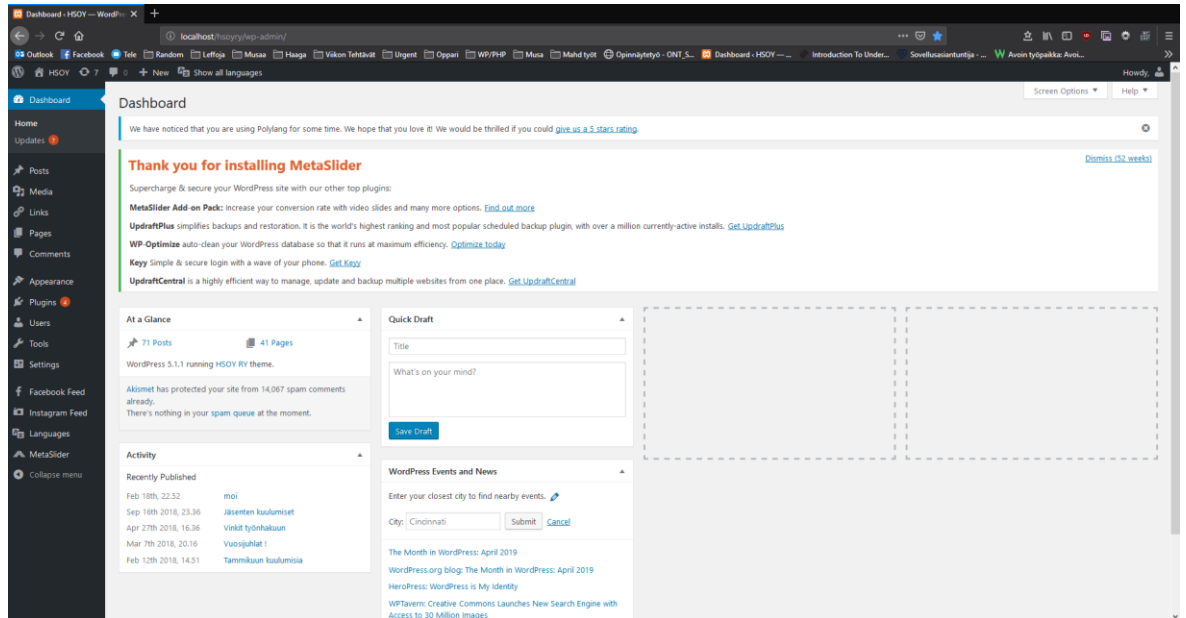 Dashboard ‹ HSOY — WordPre
localhost/hsoyry/wp-admin/
Outlook Facebook Tele Random Leffoja Musaa Haaga Viikon Tehtävät Urgent Oppari WP/PHP Musa Mahd työt Opinnäytetyö - ONT_S... Dashboard ‹ HSOY — ... Introduction To Under... Sovellusasiantuntija - ... Avoin työpaikka: Avoi...
HSOY 7 0 New Show all languages Howdy,
Screen Options Help
Dashboard
Home
Updates 7
Posts
Media
Links
Pages
Comments
Appearance
Plugins 4
Users
Tools
Settings
Facebook Feed
Instagram Feed
Languages
MetaSlider
Collapse menu
Dashboard
We have noticed that you are using Polylang for some time. We hope that you love it! We would be thrilled if you could give us a 5 stars rating.
Thank you for installing MetaSlider
Dismiss (52 weeks)
Supercharge & secure your WordPress site with our other top plugins:
MetaSlider Add-on Pack: Increase your conversion rate with video slides and many more options. Find out more
UpdraftPlus simplifies backups and restoration. It is the world's highest ranking and most popular scheduled backup plugin, with over a million currently-active installs. Get UpdraftPlus
WP-Optimize auto-clean your WordPress database so that it runs at maximum efficiency. Optimize today
Keyy Simple & secure login with a wave of your phone. Get Keyy
UpdraftCentral is a highly efficient way to manage, update and backup multiple websites from one place. Get UpdraftCentral
At a Glance
71 Posts 41 Pages
WordPress 5.1.1 running HSOY RY theme.
Akismet has protected your site from 14,067 spam comments
already.
There's nothing in your spam queue at the moment.
Activity
Recently Published
Feb 18th, 22.52 moi
Sep 16th 2018, 23.36 Jäsenten kuulumiset
Apr 27th 2018, 16.36 Vinkit työnhakuun
Mar 7th 2018, 20.16 Vuosijuhlat !
Feb 12th 2018, 14.51 Tammikuun kuulumisia
Quick Draft
Title
What's on your mind?
Save Draft
WordPress Events and News
Enter your closest city to find nearby events.
City: Cincinnati Submit Cancel
The Month in WordPress: April 2019
WordPress.org blog: The Month in WordPress: April 2019
HeroPress: WordPress is My Identity
WPTavern: Creative Commons Launches New Search Engine with
Access to 30 Million Images